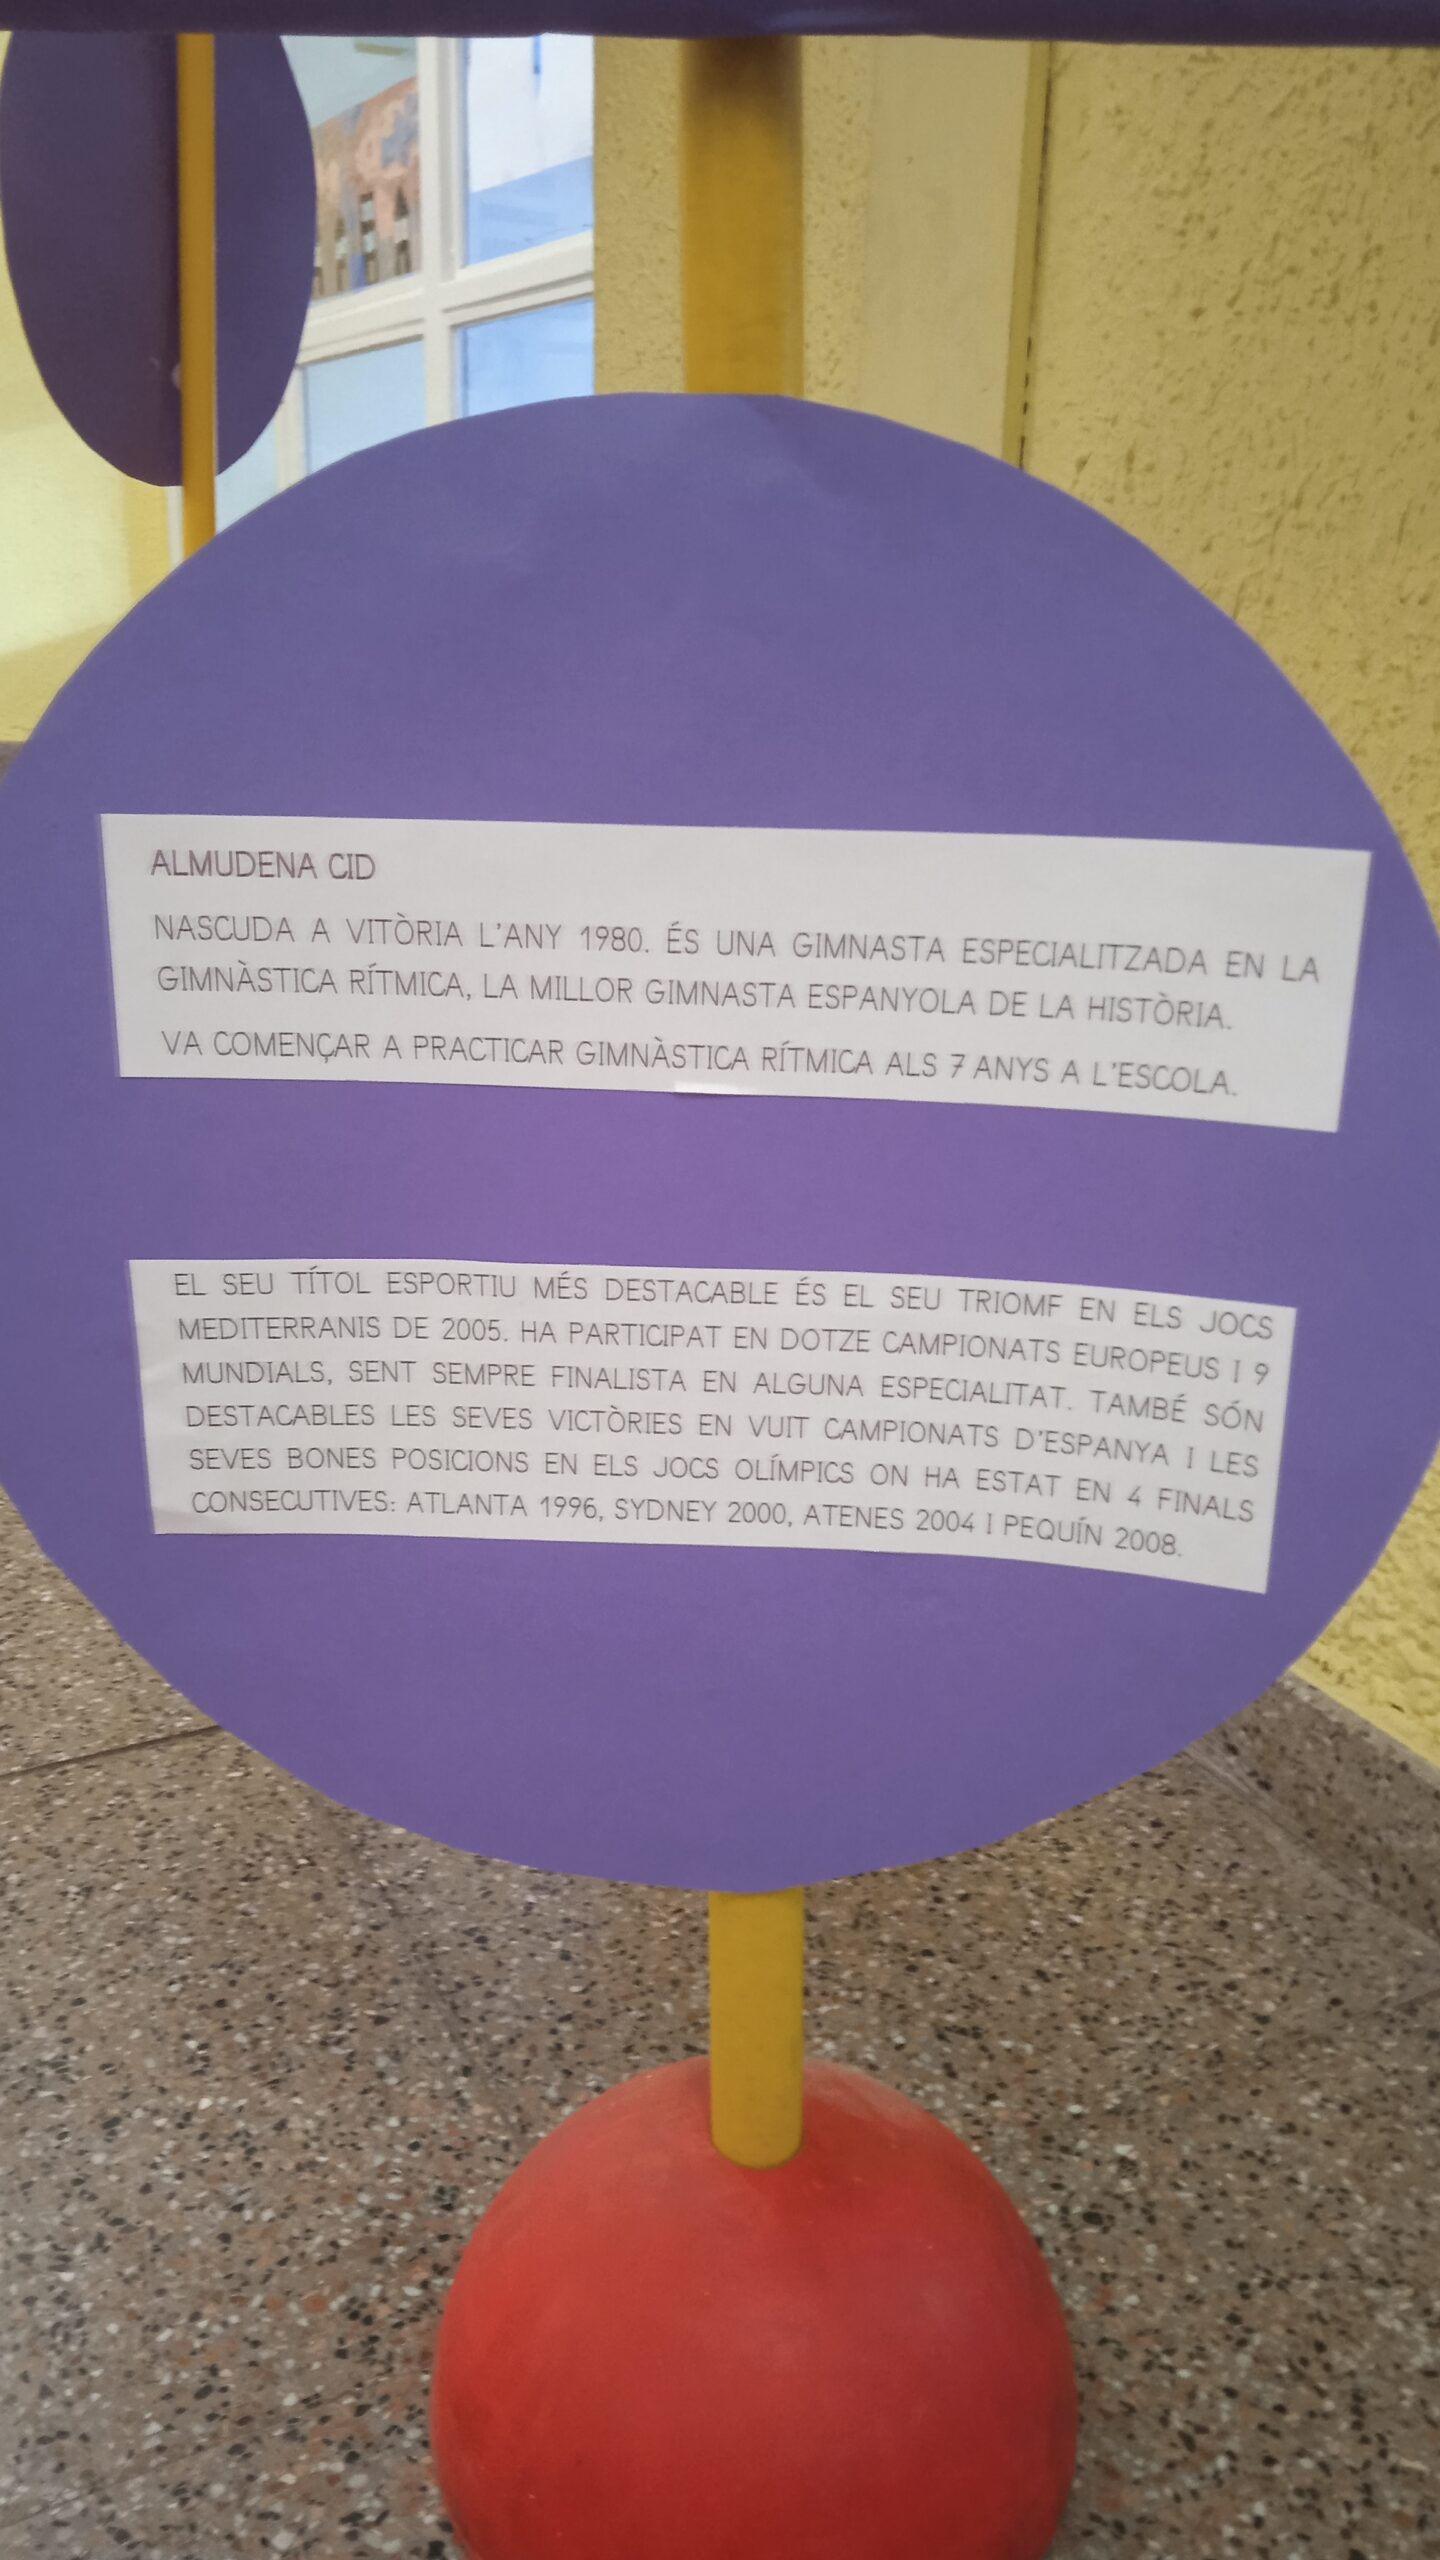 ALMUDENA CID
NASCUDA A VITÒRIA L'ANY 1980. ÉS UNA GIMNASTA ESPECIALITZADA EN LA
GIMNÀSTICA RÍTMICA, LA MILLOR GIMNASTA ESPANYOLA DE LA HISTÒRIA.
VA COMENÇAR A PRACTICAR GIMNÀSTICA RÍTMICA ALS 7 ANYS A L'ESCOLA.
EL SEU TÍTOL ESPORTIU MÉS DESTACABLE ÉS EL SEU TRIOMF EN ELS JOCS
MEDITERRANIS DE 2005. HA PARTICIPAT EN DOTZE CAMPIONATS EUROPEUS I 9
MUNDIALS, SENT SEMPRE FINALISTA EN ALGUNA ESPECIALITAT. TAMBÉ SÓN
DESTACABLES LES SEVES VICTÒRIES EN VUIT CAMPIONATS D'ESPANYA I LES
SEVES BONES POSICIONS EN ELS JOCS OLÍMPICS ON HA ESTAT EN 4 FINALS
CONSECUTIVES: ATLANTA 1996, SYDNEY 2000, ATENES 2004 I PEQUÍN 2008.